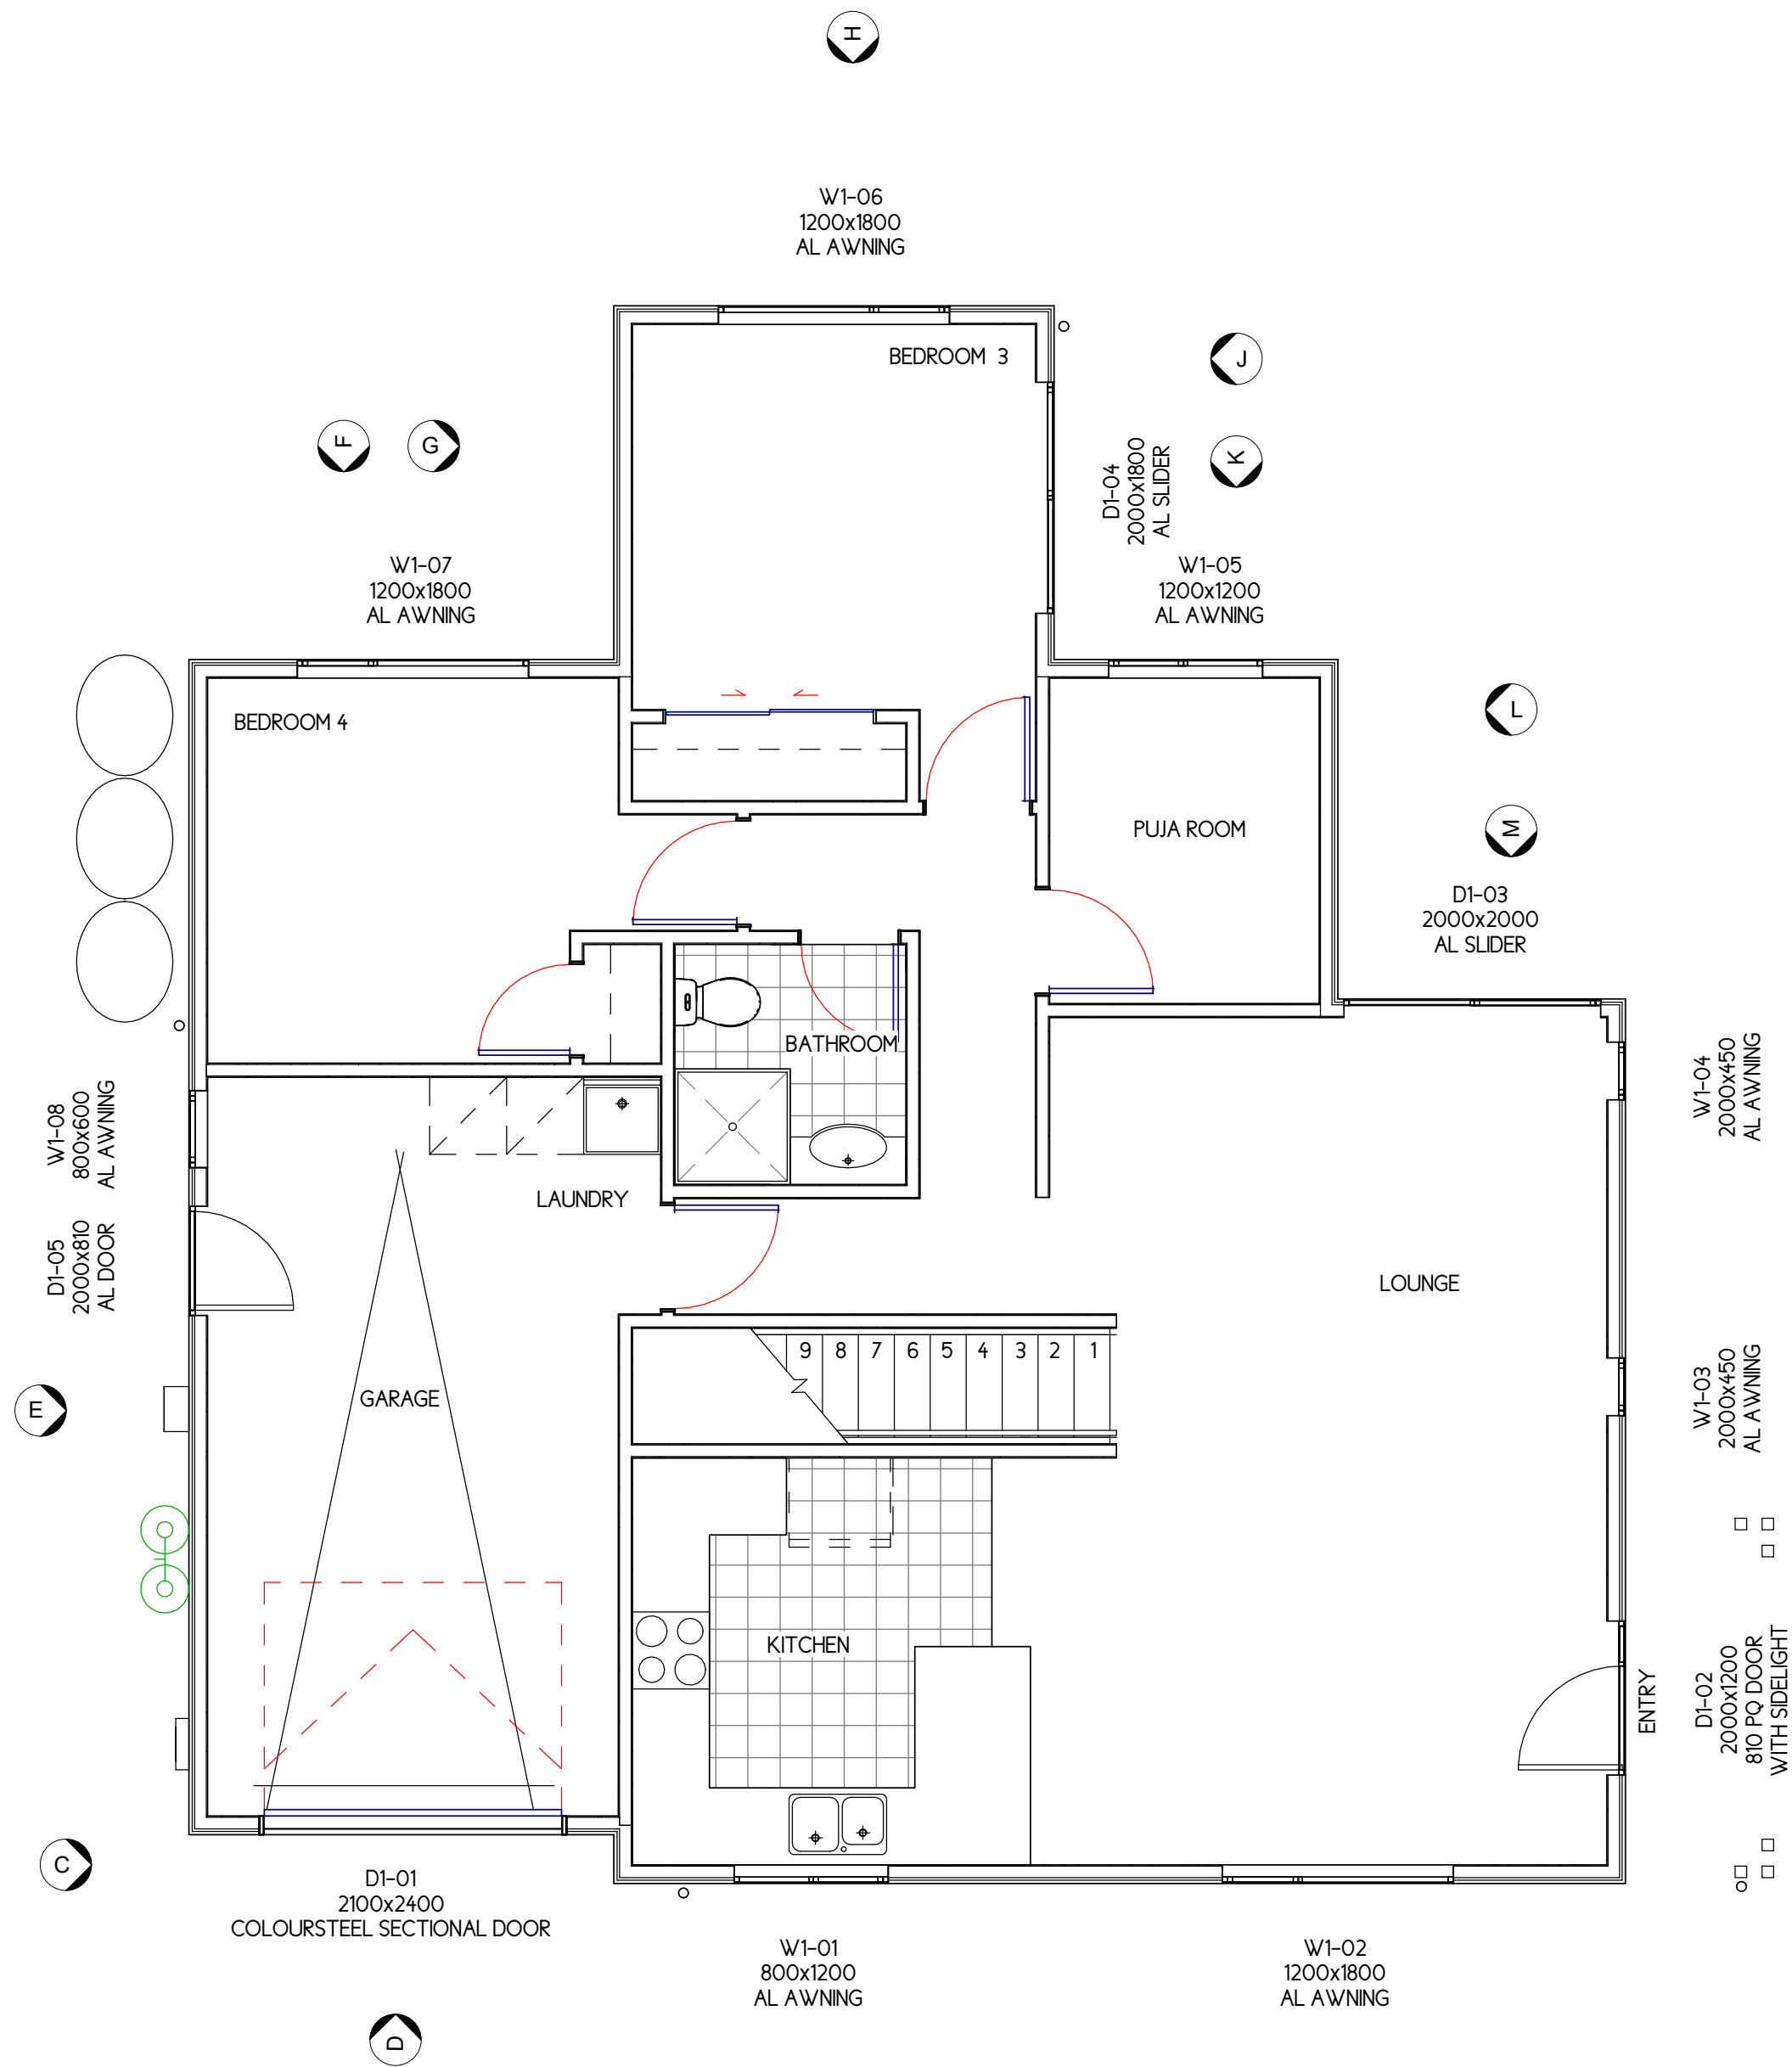 H
W1-06
1200x1800
AL AWNING
BEDROOM 3
J
F
G
K
D1-04
2000x1800
AL SLIDER
W1-07
1200x1800
AL AWNING
W1-05
1200x1200
AL AWNING
L
BEDROOM 4
PUJA ROOM
M
D1-03
2000x2000
AL SLIDER
BATHROOM
W1-04
2000x450
AL AWNING
W1-08
800x600
AL AWNING
LAUNDRY
D1-05
2000x810
AL DOOR
LOUNGE
9 8 7 6 5 4 3 2 1
GARAGE
E
W1-03
2000x450
AL AWNING
KITCHEN
ENTRY
D1-02
2000x1200
810 PQ DOOR
WITH SIDELIGHT
C
D1-01
2100x2400
COLOURSTEEL SECTIONAL DOOR
W1-01
800x1200
AL AWNING
W1-02
1200x1800
AL AWNING
D